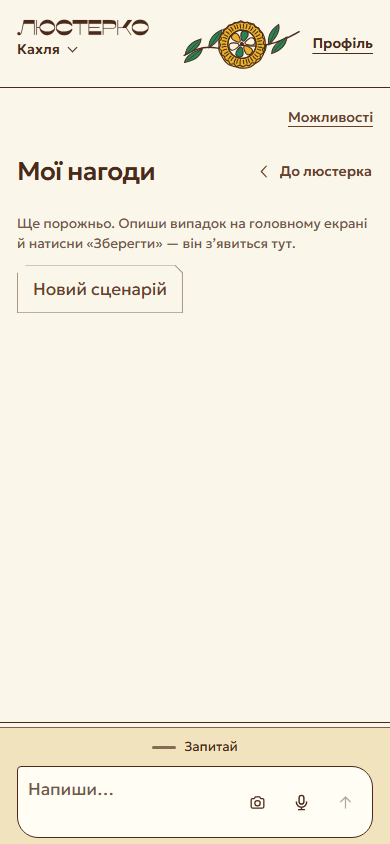 ЛЮСТЕРКО
Кахля
Профіль
Можливості
Мої нагоди
До люстерка
Ще порожньо. Опиши випадок на головному екрані
й натисни «Зберегти» — він з’явиться тут.
Новий сценарій
Запитай
Напиши...